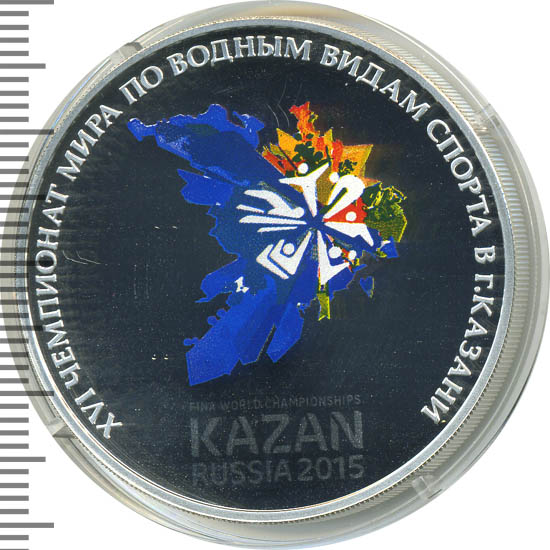 XVI ЧЕМПИОНАТ МИРА ПО ВОДНЫМ ВИДАМ СПОРТА В Г.КАЗАНИ
FINA WORLD CHAMPIONSHIPS
KAZAN
RUSSIA 2015